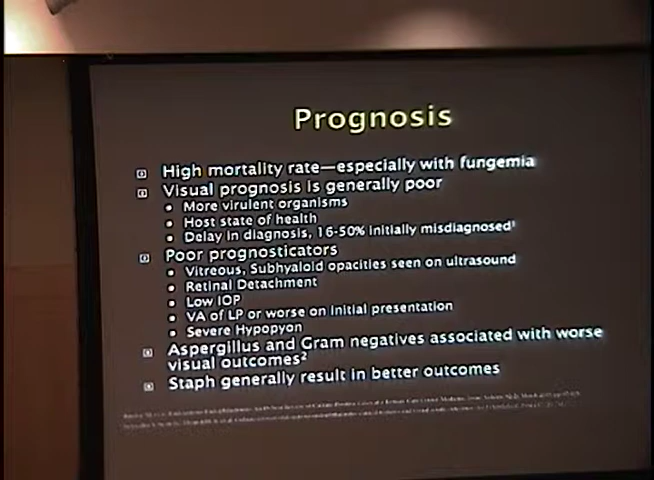 Prognosis
High mortality rate—especially with fungemia
Visual prognosis is generally poor
More virulent organisms
Host state of health
Delay in diagnosis, 16-50% initially misdiagnosed¹
Poor prognosticators
Vitreous, Subhyaloid opacities seen on ultrasound
Retinal Detachment
Low IOP
VA of LP or worse on initial presentation
Severe Hypopyon
Aspergillus and Gram negatives associated with worse
visual outcomes²
Staph generally result in better outcomes